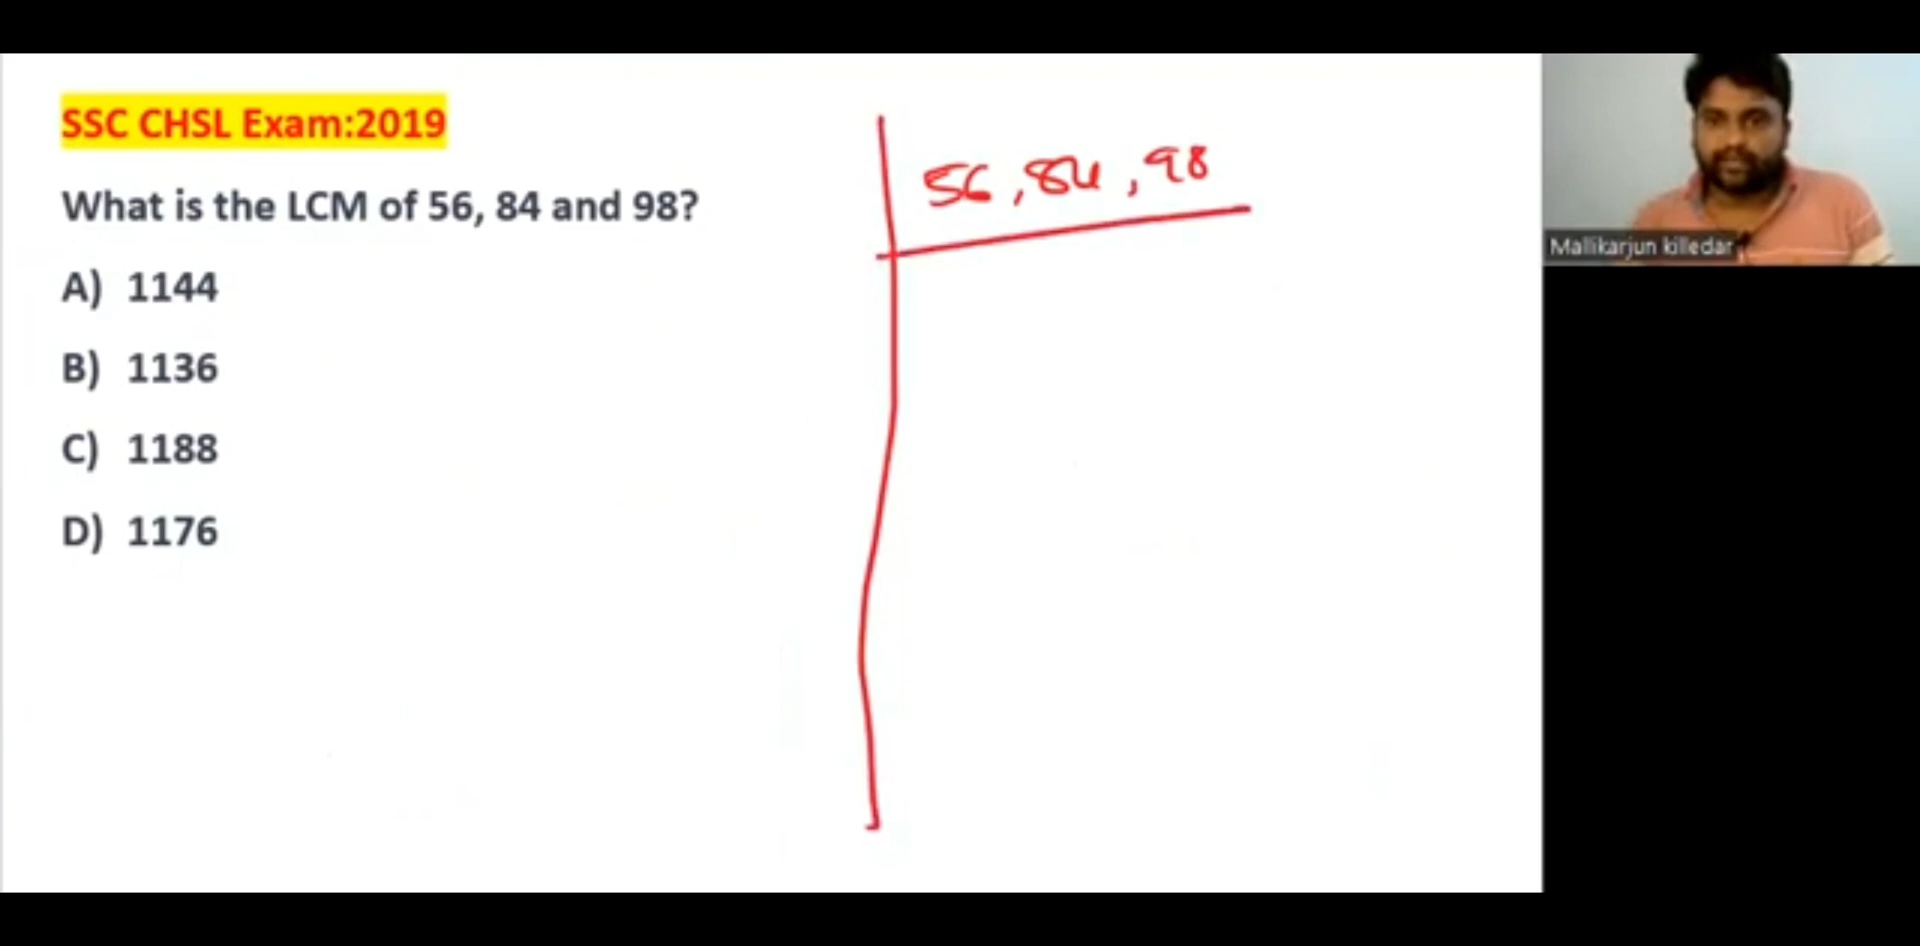 SSC CHSL Exam:2019
What is the LCM of 56, 84 and 98?
A) 1144
B) 1136
C) 1188
D) 1176
56, 84, 98
Mallikarjun killedar